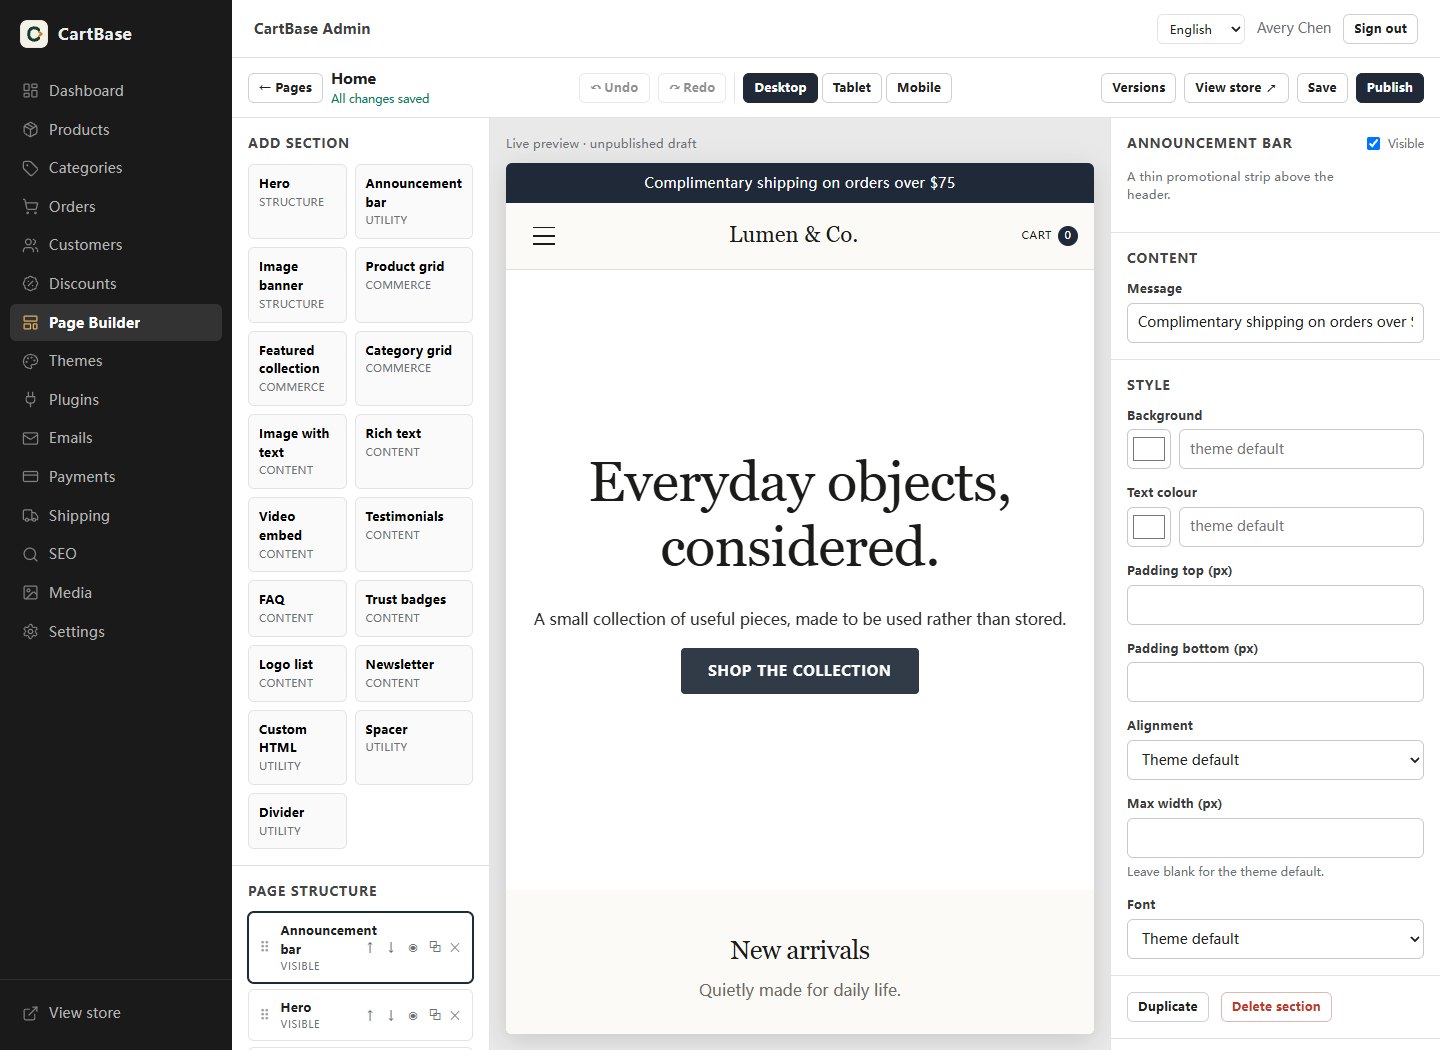 CartBase
Dashboard
Products
Categories
Orders
Customers
Discounts
Page Builder
Themes
Plugins
Emails
Payments
Shipping
SEO
Media
Settings
View store
CartBase Admin
English
Avery Chen
Sign out
← Pages
Home
All changes saved
↶ Undo
↷ Redo
Desktop
Tablet
Mobile
Versions
View store ↗
Save
Publish
ADD SECTION
Hero
STRUCTURE
Announcement
bar
UTILITY
Image
banner
STRUCTURE
Product grid
COMMERCE
Featured
collection
COMMERCE
Category grid
COMMERCE
Image with
text
CONTENT
Rich text
CONTENT
Video
embed
CONTENT
Testimonials
CONTENT
FAQ
CONTENT
Trust badges
CONTENT
Logo list
CONTENT
Newsletter
CONTENT
Custom
HTML
UTILITY
Spacer
UTILITY
Divider
UTILITY
PAGE STRUCTURE
Announcement
bar
VISIBLE
Hero
VISIBLE
Live preview · unpublished draft
Complimentary shipping on orders over $75
Lumen & Co.
CART 0
Everyday objects,
considered.
A small collection of useful pieces, made to be used rather than stored.
SHOP THE COLLECTION
New arrivals
Quietly made for daily life.
ANNOUNCEMENT BAR
Visible
A thin promotional strip above the
header.
CONTENT
Message
Complimentary shipping on orders over
STYLE
Background
theme default
Text colour
theme default
Padding top (px)
Padding bottom (px)
Alignment
Theme default
Max width (px)
Leave blank for the theme default.
Font
Theme default
Duplicate
Delete section